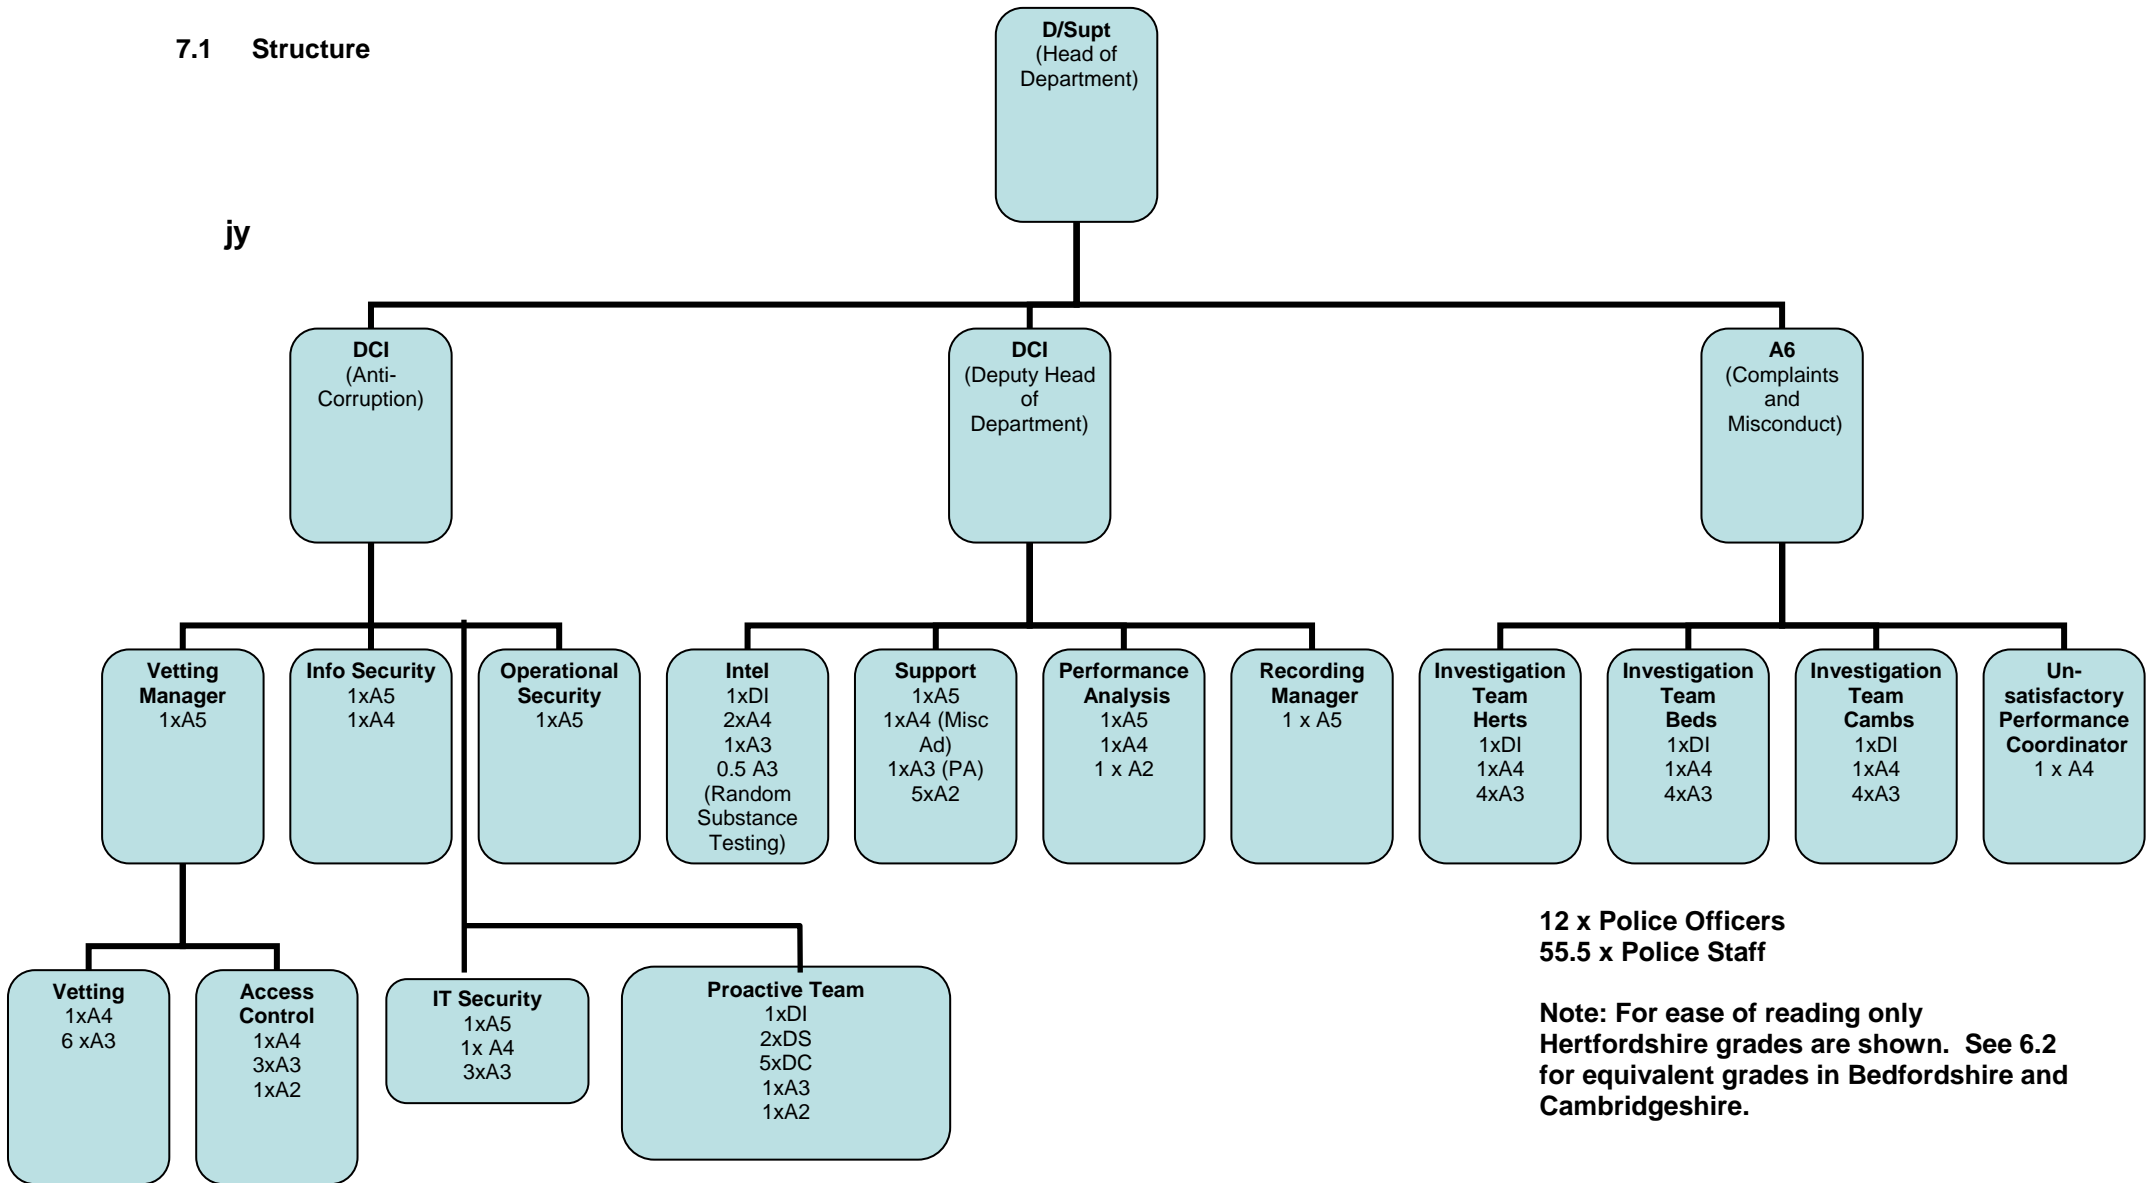 7.1 Structure
D/Supt
(Head of
Department)
jy
DCI
(Anti-
Corruption)
DCI
(Deputy Head
of
Department)
A6
(Complaints
and
Misconduct)
Vetting
Manager
1xA5
Info Security
1xA5
1xA4
Operational
Security
1xA5
Intel
1xDI
2xA4
1xA3
0.5 A3
(Random
Substance
Testing)
Support
1xA5
1xA4 (Misc
Ad)
1xA3 (PA)
5xA2
Performance
Analysis
1xA5
1xA4
1 x A2
Recording
Manager
1 x A5
Investigation
Team
Herts
1xDI
1xA4
4xA3
Investigation
Team
Beds
1xDI
1xA4
4xA3
Investigation
Team
Cambs
1xDI
1xA4
4xA3
Un-
satisfactory
Performance
Coordinator
1 x A4
Vetting
1xA4
6 xA3
Access
Control
1xA4
3xA3
1xA2
IT Security
1xA5
1x A4
3xA3
Proactive Team
1xDI
2xDS
5xDC
1xA3
1xA2
12 x Police Officers
55.5 x Police Staff
Note: For ease of reading only
Hertfordshire grades are shown. See 6.2
for equivalent grades in Bedfordshire and
Cambridgeshire.